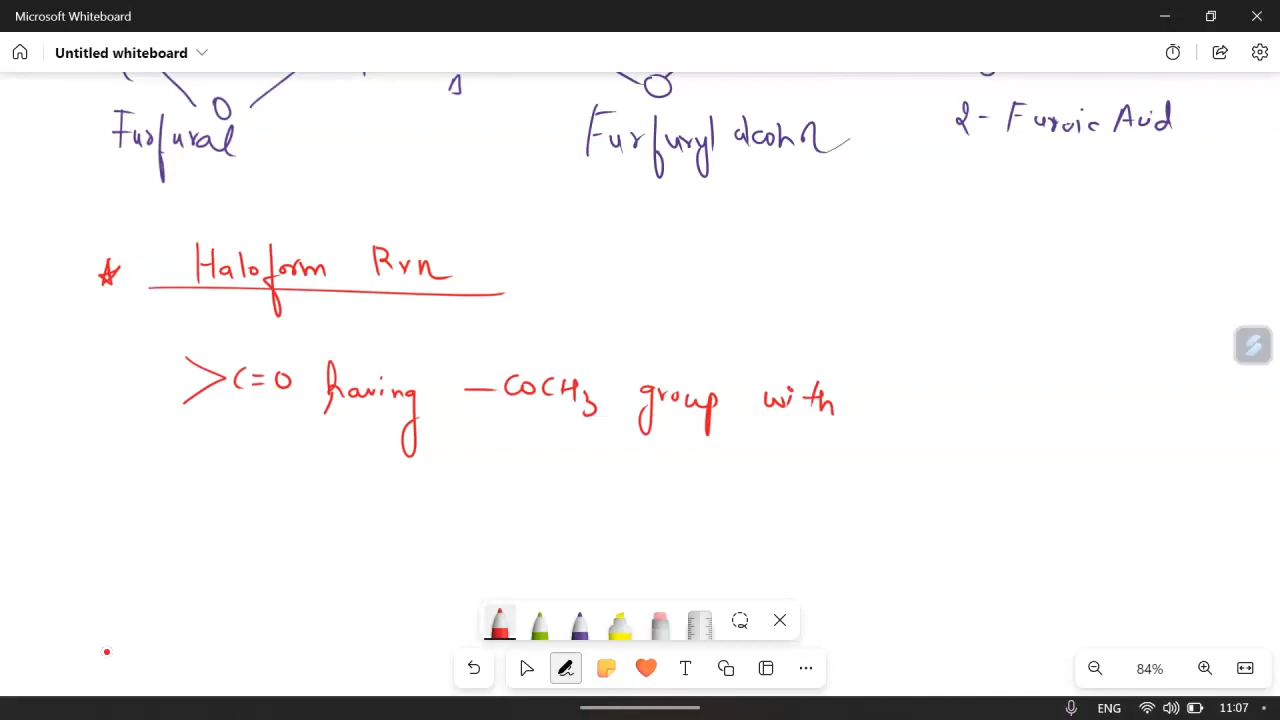 Microsoft Whiteboard
Untitled whiteboard
O
Furfural
Δ
O
Furfuryl alcohol
2 - Furoic Acid
☆ Haloform Rxn
>C=O having -COCH3 group with
84%
ENG 11:07